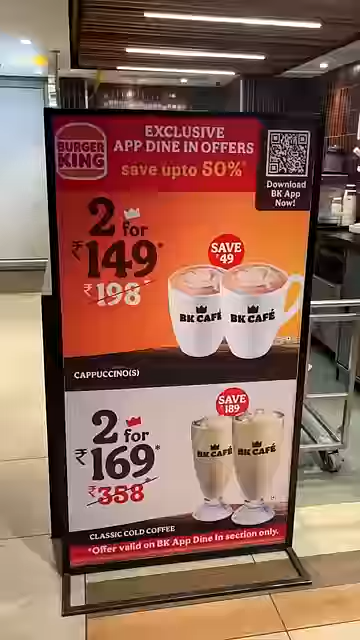 BURGER
KING
EXCLUSIVE
APP DINE IN OFFERS
save upto 50%*
Download
BK App
Now!
2 for
₹149*
₹198
SAVE
₹49
BK CAFÉ
BK CAFÉ
CAPPUCCINO(S)
2 for
₹169*
₹358
SAVE
₹189
BK CAFÉ
BK CAFÉ
CLASSIC COLD COFFEE
*Offer valid on BK App Dine In section only.